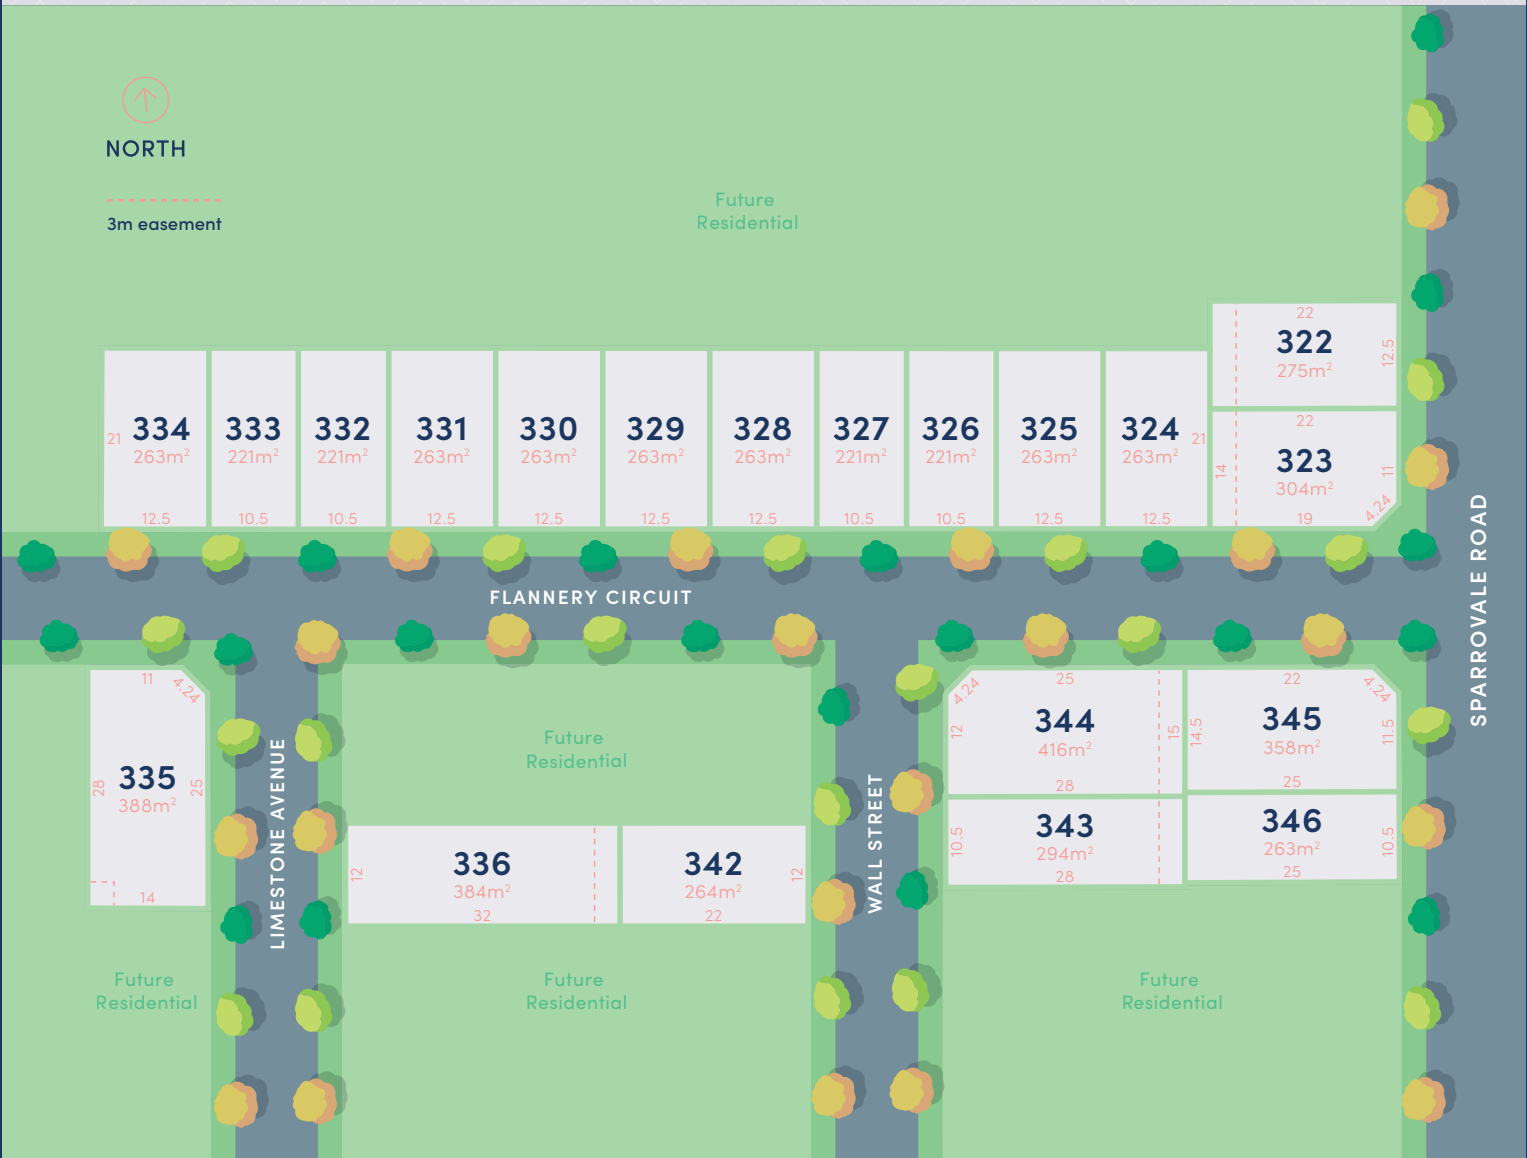 NORTH
3m easement
Future
Residential
22
322
275m²
12.5
22
323
304m²
14
11
19
4.24
21
334
263m²
12.5
333
221m²
10.5
332
221m²
10.5
331
263m²
12.5
330
263m²
12.5
329
263m²
12.5
328
263m²
12.5
327
221m²
10.5
326
221m²
10.5
325
263m²
12.5
324
263m²
21
12.5
FLANNERY CIRCUIT
SPARROVALE ROAD
11
4.24
335
388m²
28
25
14
LIMESTONE AVENUE
Future
Residential
336
384m²
12
32
342
264m²
12
22
WALL STREET
4.24
25
344
416m²
12
15
28
22
4.24
345
358m²
14.5
11.5
25
343
294m²
10.5
28
346
263m²
10.5
25
Future
Residential
Future
Residential
Future
Residential